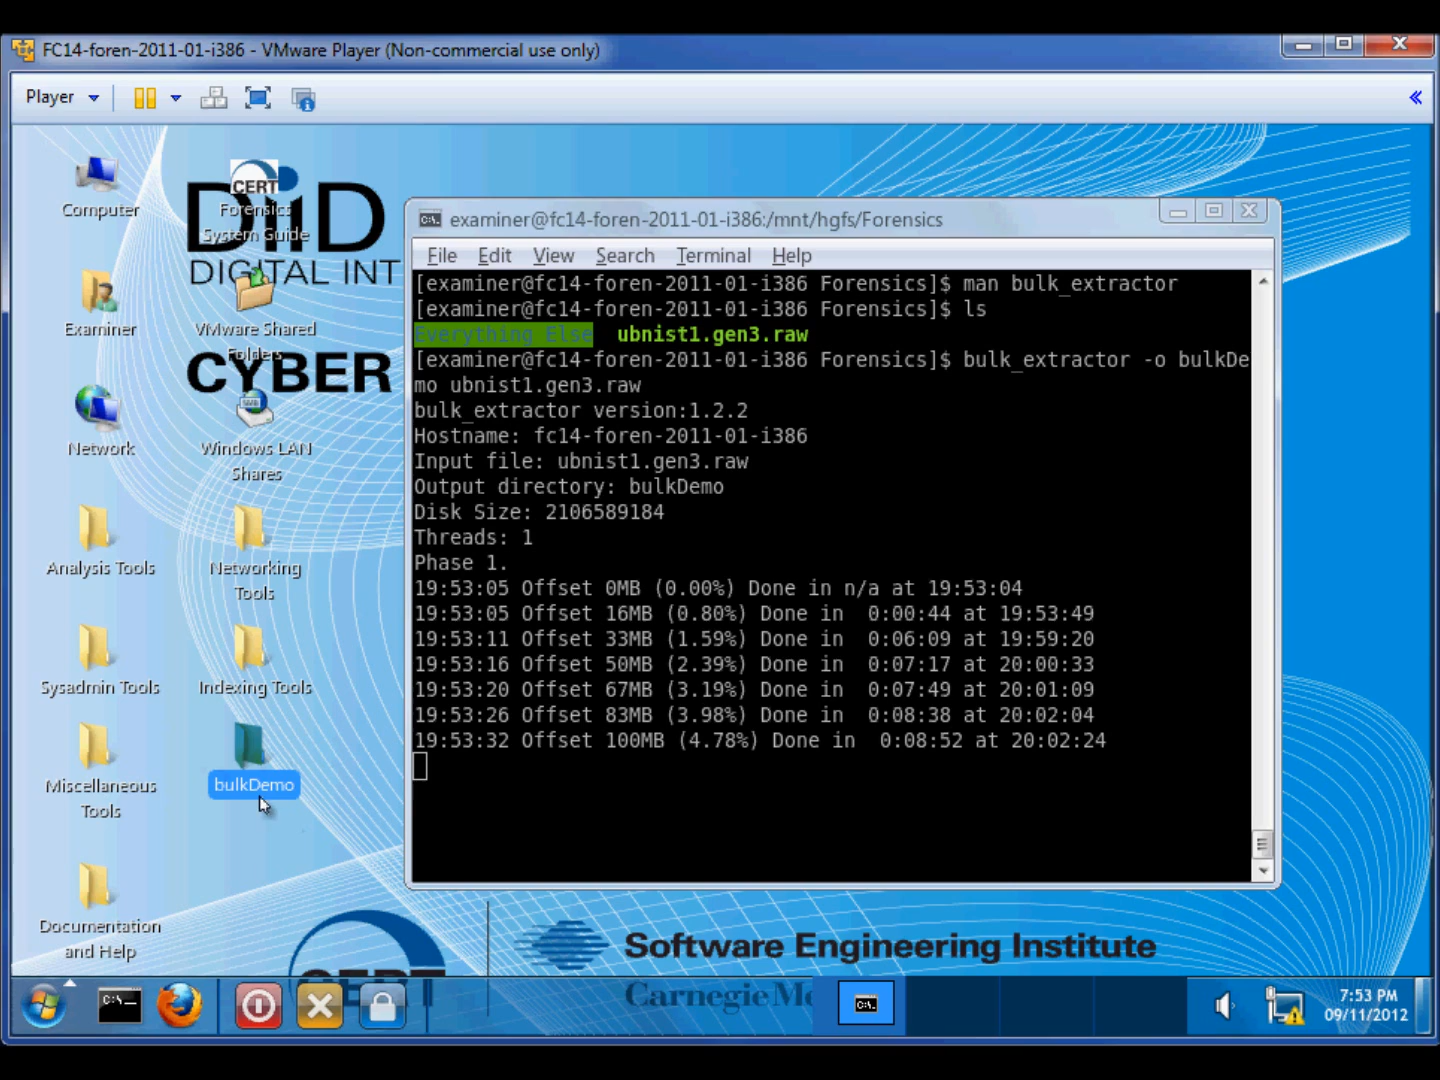 FC14-foren-2011-01-i386 - VMware Player (Non-commercial use only)
Player
Computer
CERT
Forensics
System Guide
DiiD
DIGITAL INT
Examiner
VMware Shared
Folders
CYBER
Network
Windows LAN
Shares
Analysis Tools
Networking
Tools
Sysadmin Tools
Indexing Tools
Miscellaneous
Tools
bulkDemo
Documentation
and Help
examiner@fc14-foren-2011-01-i386:/mnt/hgfs/Forensics
File Edit View Search Terminal Help
[examiner@fc14-foren-2011-01-i386 Forensics]$ man bulk_extractor
[examiner@fc14-foren-2011-01-i386 Forensics]$ ls
Everything Else  ubnist1.gen3.raw
[examiner@fc14-foren-2011-01-i386 Forensics]$ bulk_extractor -o bulkDe
mo ubnist1.gen3.raw
bulk_extractor version:1.2.2
Hostname: fc14-foren-2011-01-i386
Input file: ubnist1.gen3.raw
Output directory: bulkDemo
Disk Size: 2106589184
Threads: 1
Phase 1.
19:53:05 Offset 0MB (0.00%) Done in n/a at 19:53:04
19:53:05 Offset 16MB (0.80%) Done in  0:00:44 at 19:53:49
19:53:11 Offset 33MB (1.59%) Done in  0:06:09 at 19:59:20
19:53:16 Offset 50MB (2.39%) Done in  0:07:17 at 20:00:33
19:53:20 Offset 67MB (3.19%) Done in  0:07:49 at 20:01:09
19:53:26 Offset 83MB (3.98%) Done in  0:08:38 at 20:02:04
19:53:32 Offset 100MB (4.78%) Done in  0:08:52 at 20:02:24
CERT
Software Engineering Institute
Carnegie Me
7:53 PM
09/11/2012